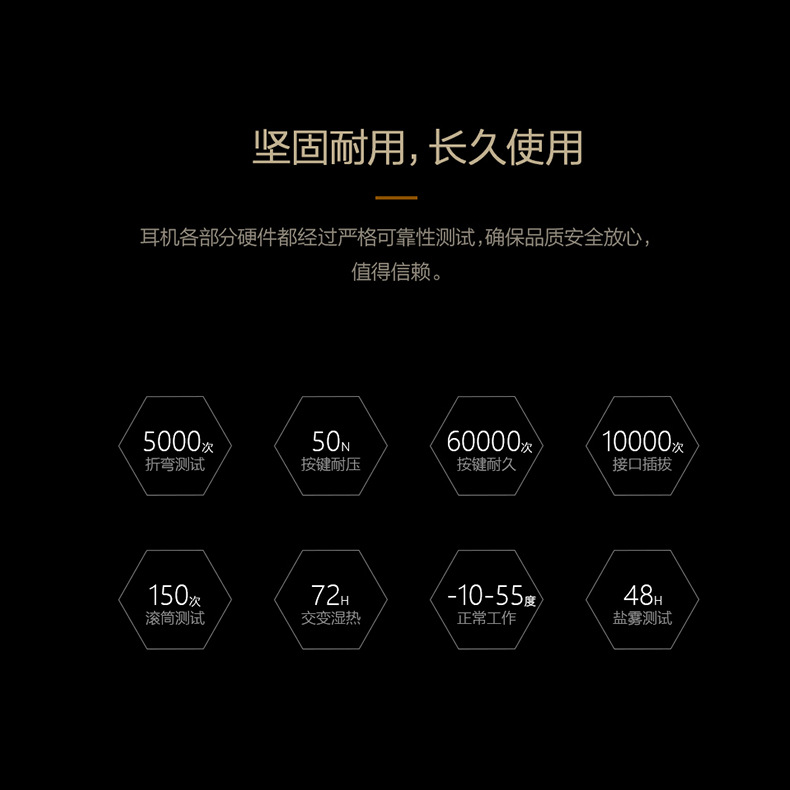 坚固耐用，长久使用
耳机各部分硬件都经过严格可靠性测试，确保品质安全放心，
值得信赖。
5000次
折弯测试
50N
按键耐压
60000次
按键耐久
10000次
接口插拔
150次
滚筒测试
72H
交变湿热
-10-55度
正常工作
48H
盐雾测试